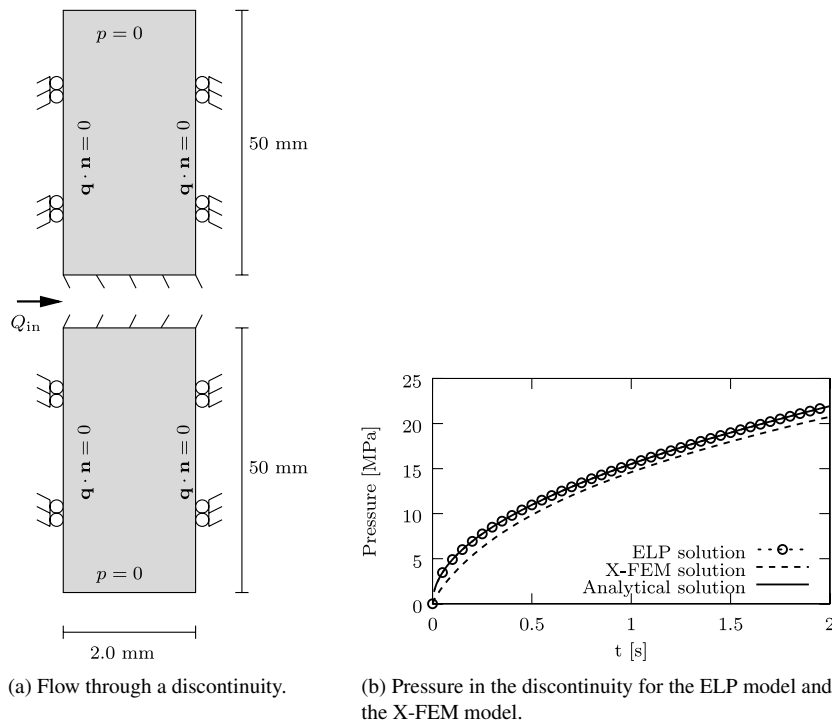 p = 0
q · n = 0
q · n = 0
50 mm
Q_in
q · n = 0
q · n = 0
50 mm
p = 0
2.0 mm
(a) Flow through a discontinuity.
Pressure [MPa]
25
20
15
10
5
0
ELP solution
X-FEM solution
Analytical solution
0 0.5 1 1.5 2
t [s]
(b) Pressure in the discontinuity for the ELP model and
the X-FEM model.